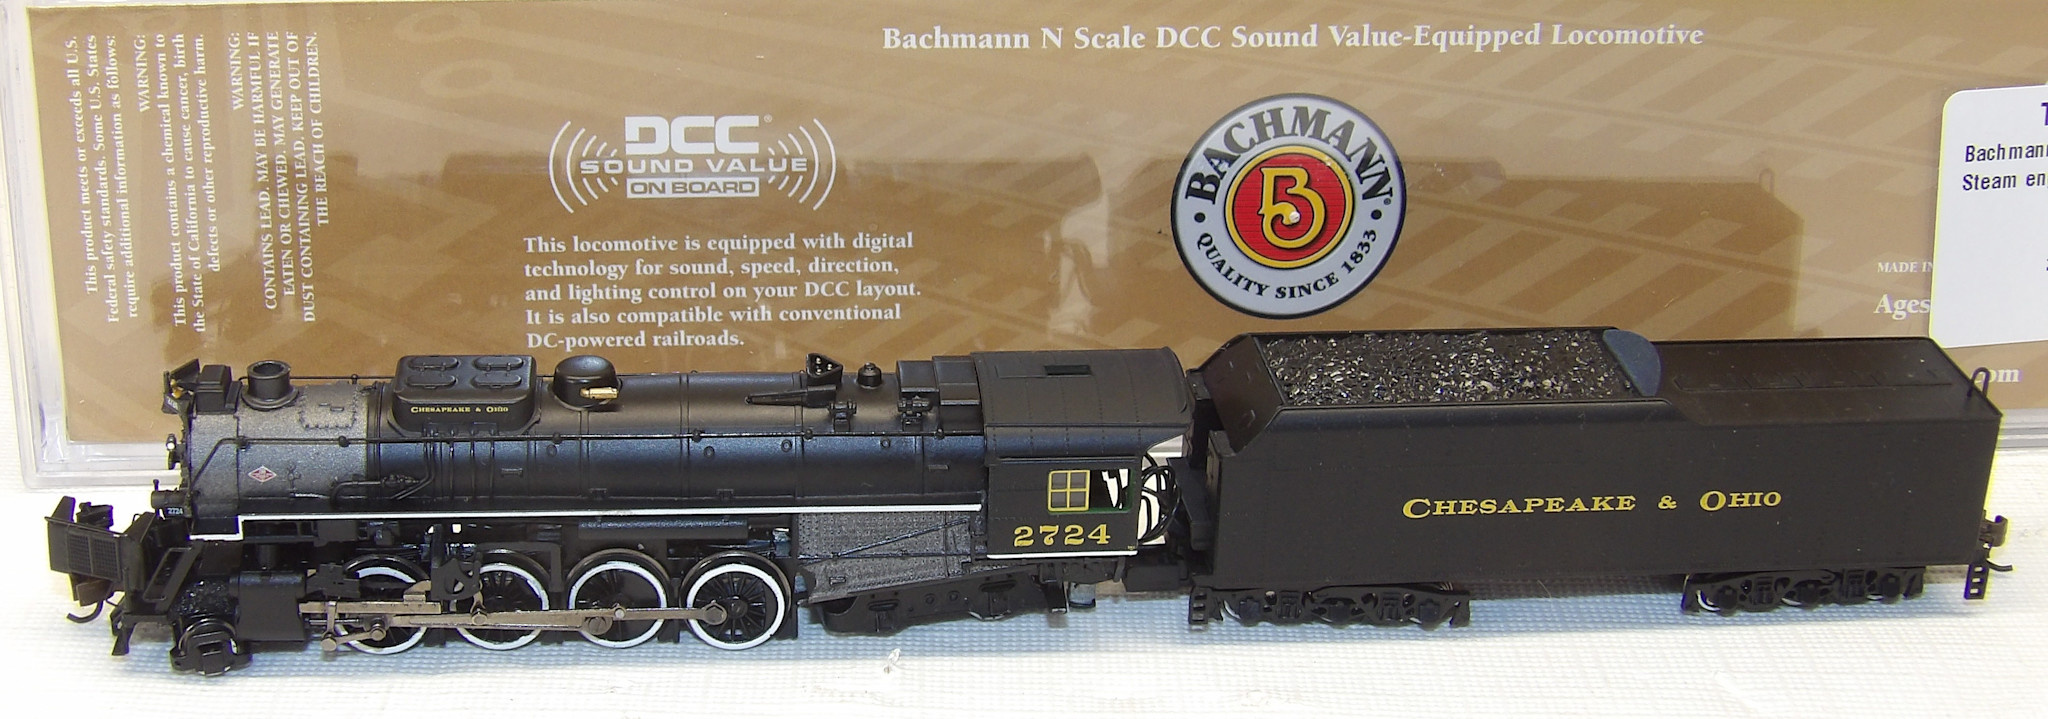 This product meets or exceeds all U.S.
Federal safety standards. Some U.S. States
require additional information as follows:
WARNING:
This product contains a chemical known to
the State of California to cause cancer, birth
defects or other reproductive harm.
WARNING:
CONTAINS LEAD. MAY BE HARMFUL IF
EATEN OR CHEWED. MAY GENERATE
DUST CONTAINING LEAD. KEEP OUT OF
THE REACH OF CHILDREN.
Bachmann N Scale DCC Sound Value-Equipped Locomotive
DCC®
SOUND VALUE
ON BOARD
This locomotive is equipped with digital
technology for sound, speed, direction,
and lighting control on your DCC layout.
It is also compatible with conventional
DC-powered railroads.
BACHMANN®
B
• QUALITY SINCE 1833 •
Bachmann
Steam en
MADE IN
Ages
om
CHESAPEAKE & OHIO
2724
2724
CHESAPEAKE & OHIO